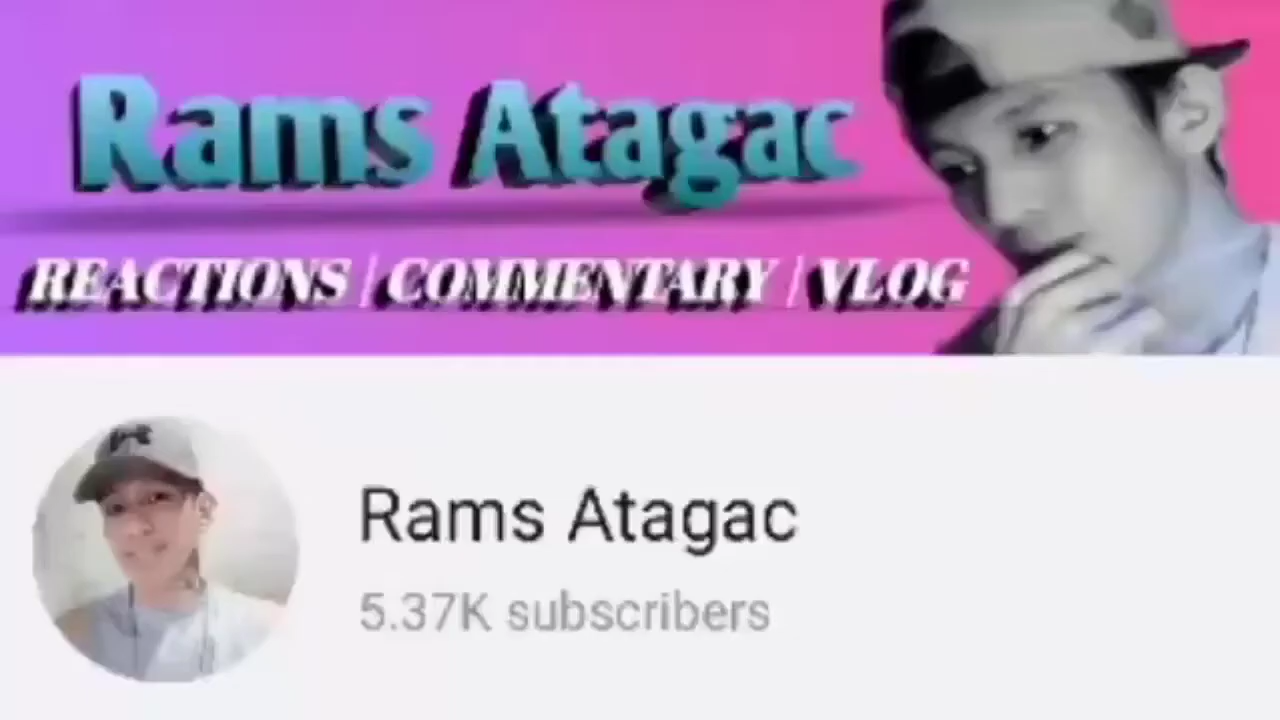 Rams Atagac
REACTIONS | COMMENTARY | VLOG
Rams Atagac
5.37K subscribers